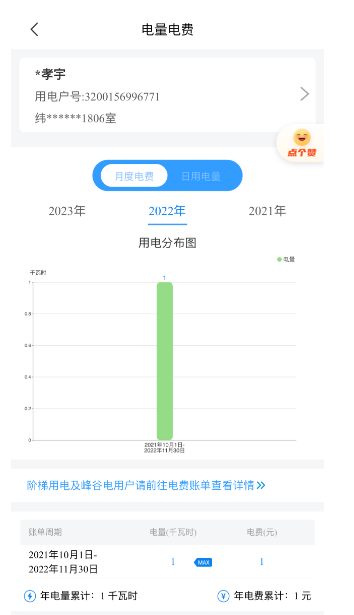 电量电费
*孝宇
用电户号:3200156996771
纬******1806室
点个赞
月度电费 日用电量
2023年 2022年 2021年
用电分布图
电量
千瓦时
1
1
0.8
0.6
0.4
0.2
0
2021年10月1日-
2022年11月30日
阶梯用电及峰谷电用户请前往电费账单查看详情
账单周期 电量(千瓦时) 电费(元)
2021年10月1日-
2022年11月30日
1 MAX 1
年电量累计：1 千瓦时 年电费累计：1 元